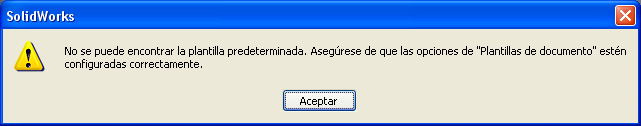 SolidWorks
No se puede encontrar la plantilla predeterminada. Asegúrese de que las opciones de "Plantillas de documento" estén
configuradas correctamente.
Aceptar